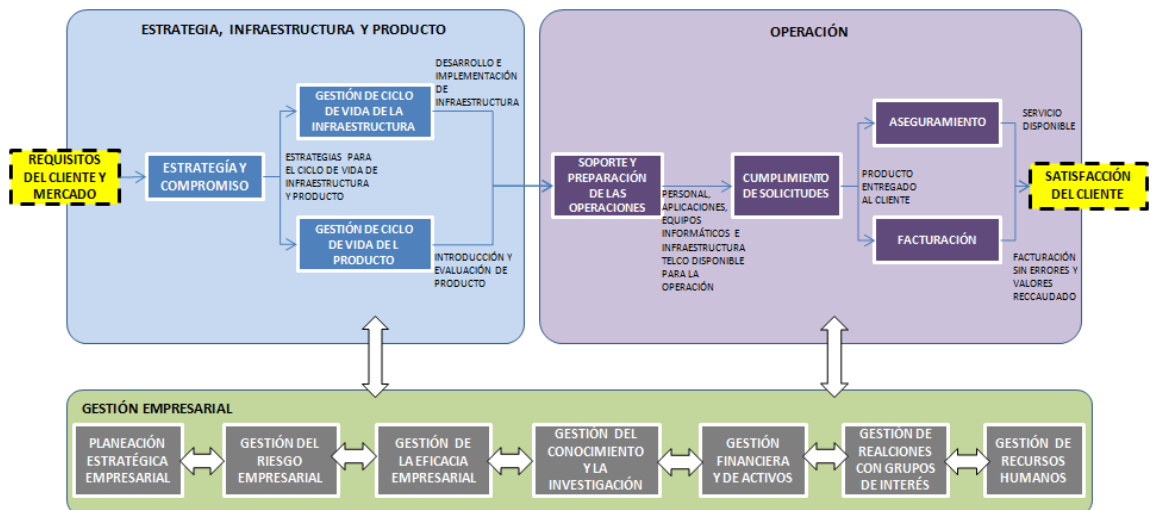 ESTRATEGIA, INFRAESTRUCTURA Y PRODUCTO
DESARROLLO E
IMPLEMENTACIÓN
DE
INFRAESTRUCTURA
GESTIÓN DE CICLO
DE VIDA DE LA
INFRAESTRUCTURA
REQUISITOS
DEL CLIENTE Y
MERCADO
ESTRATEGÍA Y
COMPROMISO
ESTRATEGIAS PARA
EL CICLO DE VIDA DE
INFRAESTRUCTURA
Y PRODUCTO
GESTIÓN DE CICLO
DE VIDA DE L
PRODUCTO
INTRODUCCIÓN Y
EVALUACIÓN DE
PRODUCTO
OPERACIÓN
SOPORTE Y
PREPARACIÓN
DE LAS
OPERACIONES
PERSONAL,
APLICACIONES,
EQUIPOS
INFORMÁTICOS E
INFRAESTRUCTURA
TELCO DISPONIBLE
PARA LA
OPERACIÓN
CUMPLIMIENTO
DE SOLICITUDES
ASEGURAMIENTO
PRODUCTO
ENTREGADO
AL CLIENTE
FACTURACIÓN
SERVICIO
DISPONIBLE
SATISFACCIÓN
DEL CLIENTE
FACTURACIÓN
SIN ERRORES Y
VALORES
RECCAUDADO
GESTIÓN EMPRESARIAL
PLANEACIÓN
ESTRATÉGICA
EMPRESARIAL
GESTIÓN DEL
RIESGO
EMPRESARIAL
GESTIÓN DE
LA EFICACIA
EMPRESARIAL
GESTIÓN DEL
CONOCIMIENTO
Y LA
INVESTIGACIÓN
GESTIÓN
FINANCIERA
Y DE ACTIVOS
GESTIÓN DE
REALCIONES
CON GRUPOS
DE INTERÉS
GESTIÓN DE
RECURSOS
HUMANOS